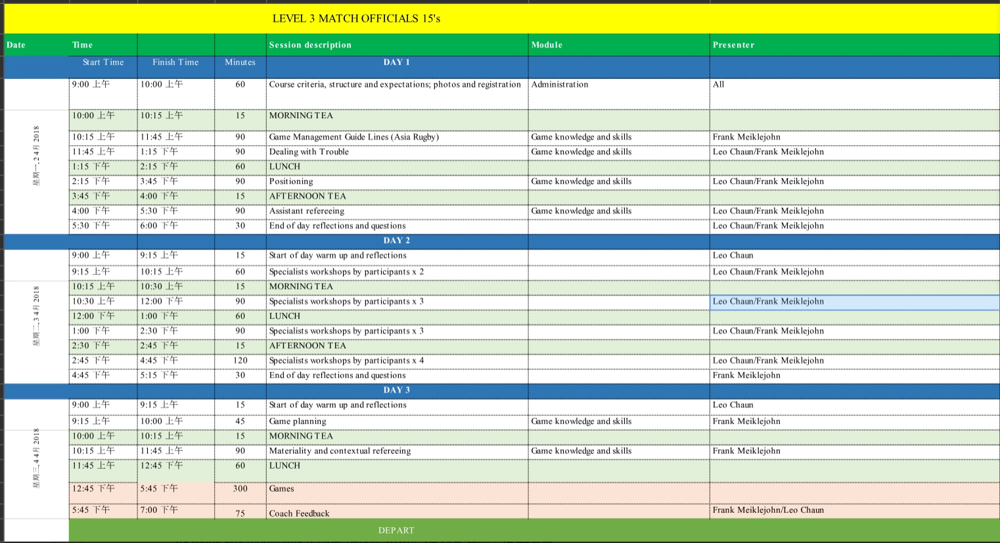 LEVEL 3 MATCH OFFICIALS 15's
Date Time Session description Module Presenter
Start Time Finish Time Minutes DAY 1
9:00 上午 10:00 上午 60 Course criteria, structure and expectations; photos and registration Administration All
10:00 上午 10:15 上午 15 MORNING TEA
10:15 上午 11:45 上午 90 Game Management Guide Lines (Asia Rugby) Game knowledge and skills Frank Meiklejohn
11:45 上午 1:15 下午 90 Dealing with Trouble Game knowledge and skills Leo Chaun/Frank Meiklejohn
星期一, 2 4月 2018
1:15 下午 2:15 下午 60 LUNCH
2:15 下午 3:45 下午 90 Positioning Game knowledge and skills Leo Chaun/Frank Meiklejohn
3:45 下午 4:00 下午 15 AFTERNOON TEA
4:00 下午 5:30 下午 90 Assistant refereeing Game knowledge and skills Leo Chaun/Frank Meiklejohn
5:30 下午 6:00 下午 30 End of day reflections and questions Leo Chaun/Frank Meiklejohn
DAY 2
9:00 上午 9:15 上午 15 Start of day warm up and reflections Leo Chaun
9:15 上午 10:15 上午 60 Specialists workshops by participants x 2 Leo Chaun/Frank Meiklejohn
10:15 上午 10:30 上午 15 MORNING TEA
10:30 上午 12:00 下午 90 Specialists workshops by participants x 3 Leo Chaun/Frank Meiklejohn
星期二, 3 4月 2018
12:00 下午 1:00 下午 60 LUNCH
1:00 下午 2:30 下午 90 Specialists workshops by participants x 3 Leo Chaun/Frank Meiklejohn
2:30 下午 2:45 下午 15 AFTERNOON TEA
2:45 下午 4:45 下午 120 Specialists workshops by participants x 4 Leo Chaun/Frank Meiklejohn
4:45 下午 5:15 下午 30 End of day reflections and questions Frank Meiklejohn
DAY 3
9:00 上午 9:15 上午 15 Start of day warm up and reflections Leo Chaun
9:15 上午 10:00 上午 45 Game planning Game knowledge and skills Frank Meiklejohn
10:00 上午 10:15 上午 15 MORNING TEA
10:15 上午 11:45 上午 90 Materiality and contextual refereeing Game knowledge and skills Frank Meiklejohn
星期三, 4 4月 2018
11:45 上午 12:45 下午 60 LUNCH
12:45 下午 5:45 下午 300 Games
5:45 下午 7:00 下午 75 Coach Feedback Frank Meiklejohn/Leo Chaun
DEPART